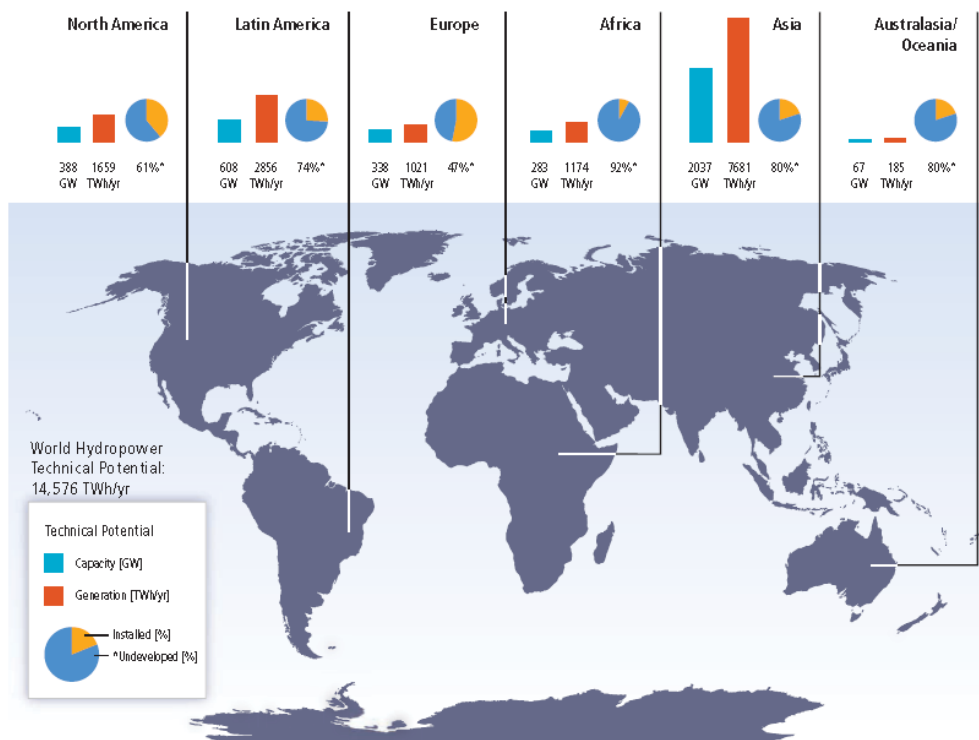 North America
Latin America
Europe
Africa
Asia
Australasia/
Oceania
388
GW
1659
TWh/yr
61%*
608
GW
2856
TWh/yr
74%*
338
GW
1021
TWh/yr
47%*
283
GW
1174
TWh/yr
92%*
2037
GW
7681
TWh/yr
80%*
67
GW
185
TWh/yr
80%*
World Hydropower
Technical Potential:
14,576 TWh/yr
Technical Potential
Capacity [GW]
Generation [TWh/yr]
Installed [%]
*Undeveloped [%]